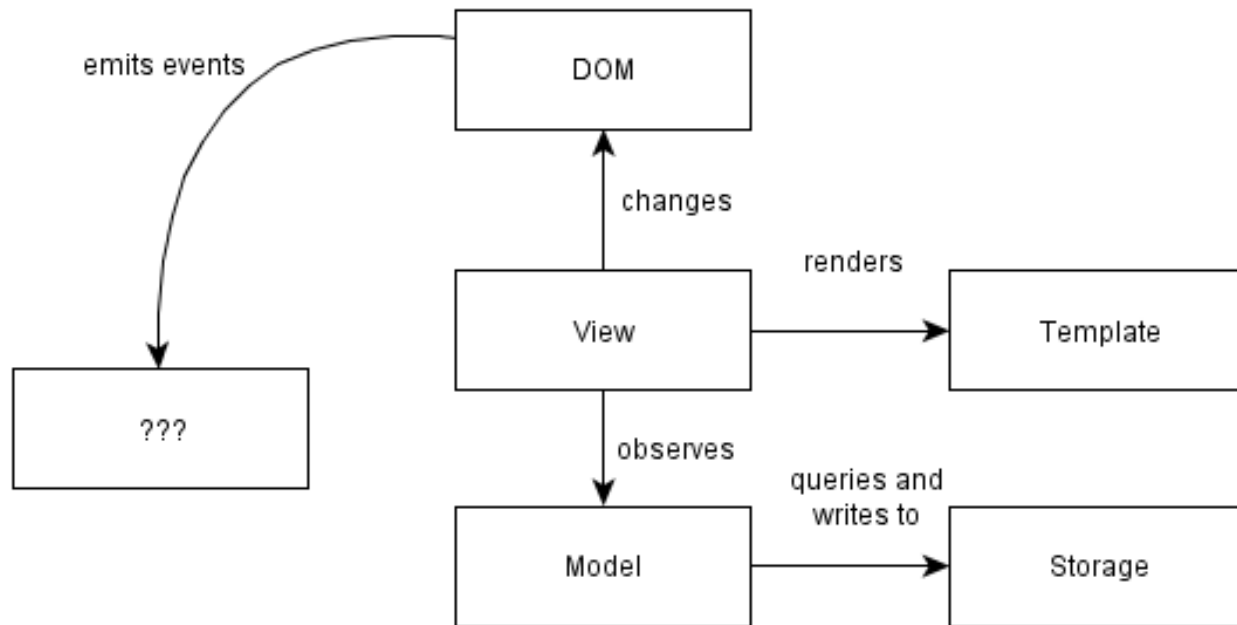 DOM
emits events
changes
renders
View
Template
???
observes
queries and
writes to
Model
Storage